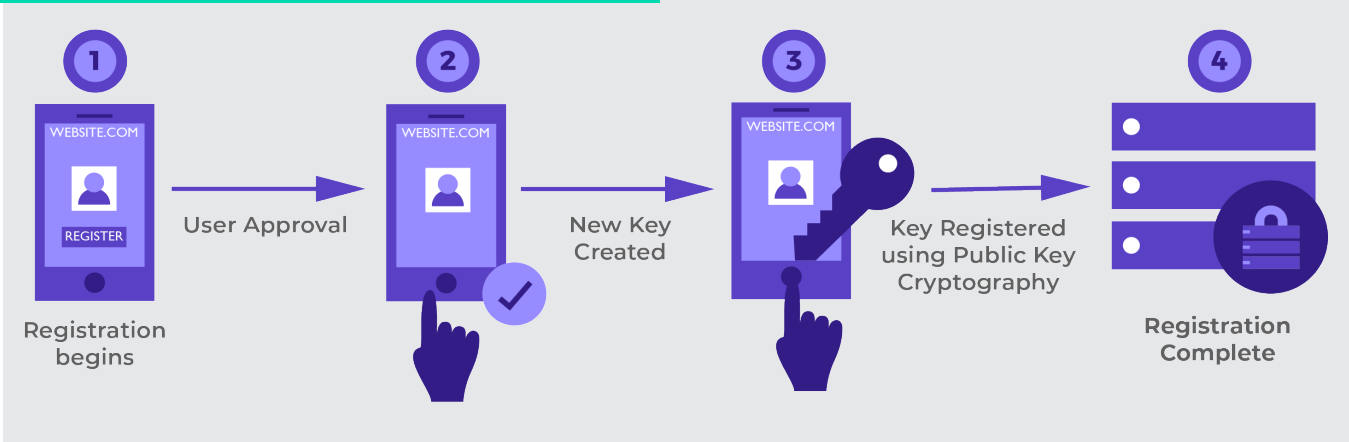 1
2
3
4
WEBSITE.COM
REGISTER
Registration
begins
User Approval
WEBSITE.COM
New Key
Created
WEBSITE.COM
Key Registered
using Public Key
Cryptography
Registration
Complete